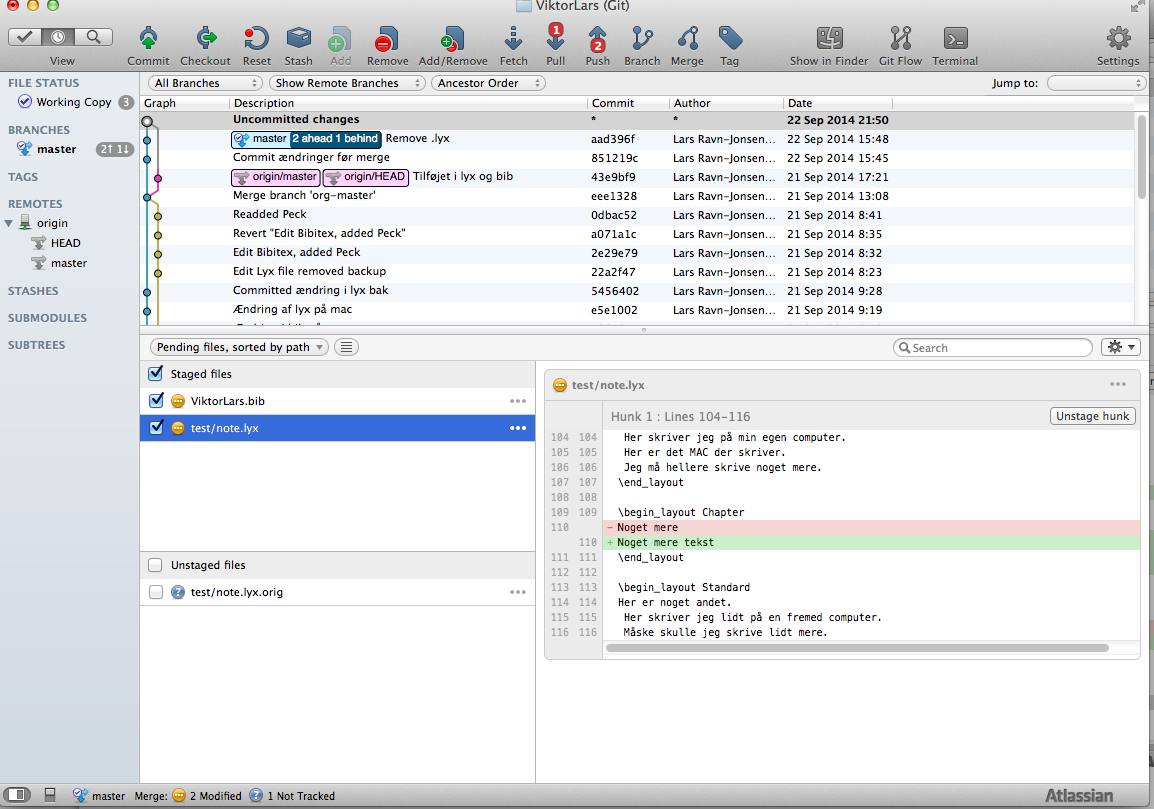 ViktorLars (Git)
View Commit Checkout Reset Stash Add Remove Add/Remove Fetch 1 Pull 2 Push Branch Merge Tag Show in Finder Git Flow Terminal Settings
FILE STATUS
Working Copy 3
BRANCHES
master 2↑ 1↓
TAGS
REMOTES
origin
HEAD
master
STASHES
SUBMODULES
SUBTREES
All Branches Show Remote Branches Ancestor Order Jump to:
Graph Description Commit Author Date
Uncommitted changes * * 22 Sep 2014 21:50
master 2 ahead 1 behind Remove .lyx aad396f Lars Ravn-Jonsen... 22 Sep 2014 15:48
Commit ændringer før merge 851219c Lars Ravn-Jonsen... 22 Sep 2014 15:45
origin/master origin/HEAD Tilføjet i lyx og bib 43e9bf9 Lars Ravn-Jonsen... 21 Sep 2014 17:21
Merge branch 'org-master' eee1328 Lars Ravn-Jonsen... 21 Sep 2014 13:08
Readded Peck 0dbac52 Lars Ravn-Jonsen... 21 Sep 2014 8:41
Revert "Edit Bibitex, added Peck" a071a1c Lars Ravn-Jonsen... 21 Sep 2014 8:35
Edit Bibitex, added Peck 2e29e79 Lars Ravn-Jonsen... 21 Sep 2014 8:32
Edit Lyx file removed backup 22a2f47 Lars Ravn-Jonsen... 21 Sep 2014 8:23
Committed ændring i lyx bak 5456402 Lars Ravn-Jonsen... 21 Sep 2014 9:28
Ændring af lyx på mac e5e1002 Lars Ravn-Jonsen... 21 Sep 2014 9:19
Pending files, sorted by path Search
Staged files
ViktorLars.bib
test/note.lyx
Unstaged files
test/note.lyx.orig
test/note.lyx
Hunk 1 : Lines 104-116 Unstage hunk
104 104 Her skriver jeg på min egen computer.
105 105 Her er det MAC der skriver.
106 106 Jeg må hellere skrive noget mere.
107 107 \end_layout
108 108
109 109 \begin_layout Chapter
110 - Noget mere
110 + Noget mere tekst
111 111 \end_layout
112 112
113 113 \begin_layout Standard
114 114 Her er noget andet.
115 115 Her skriver jeg lidt på en fremed computer.
116 116 Måske skulle jeg skrive lidt mere.
master Merge: 2 Modified ? 1 Not Tracked Atlassian